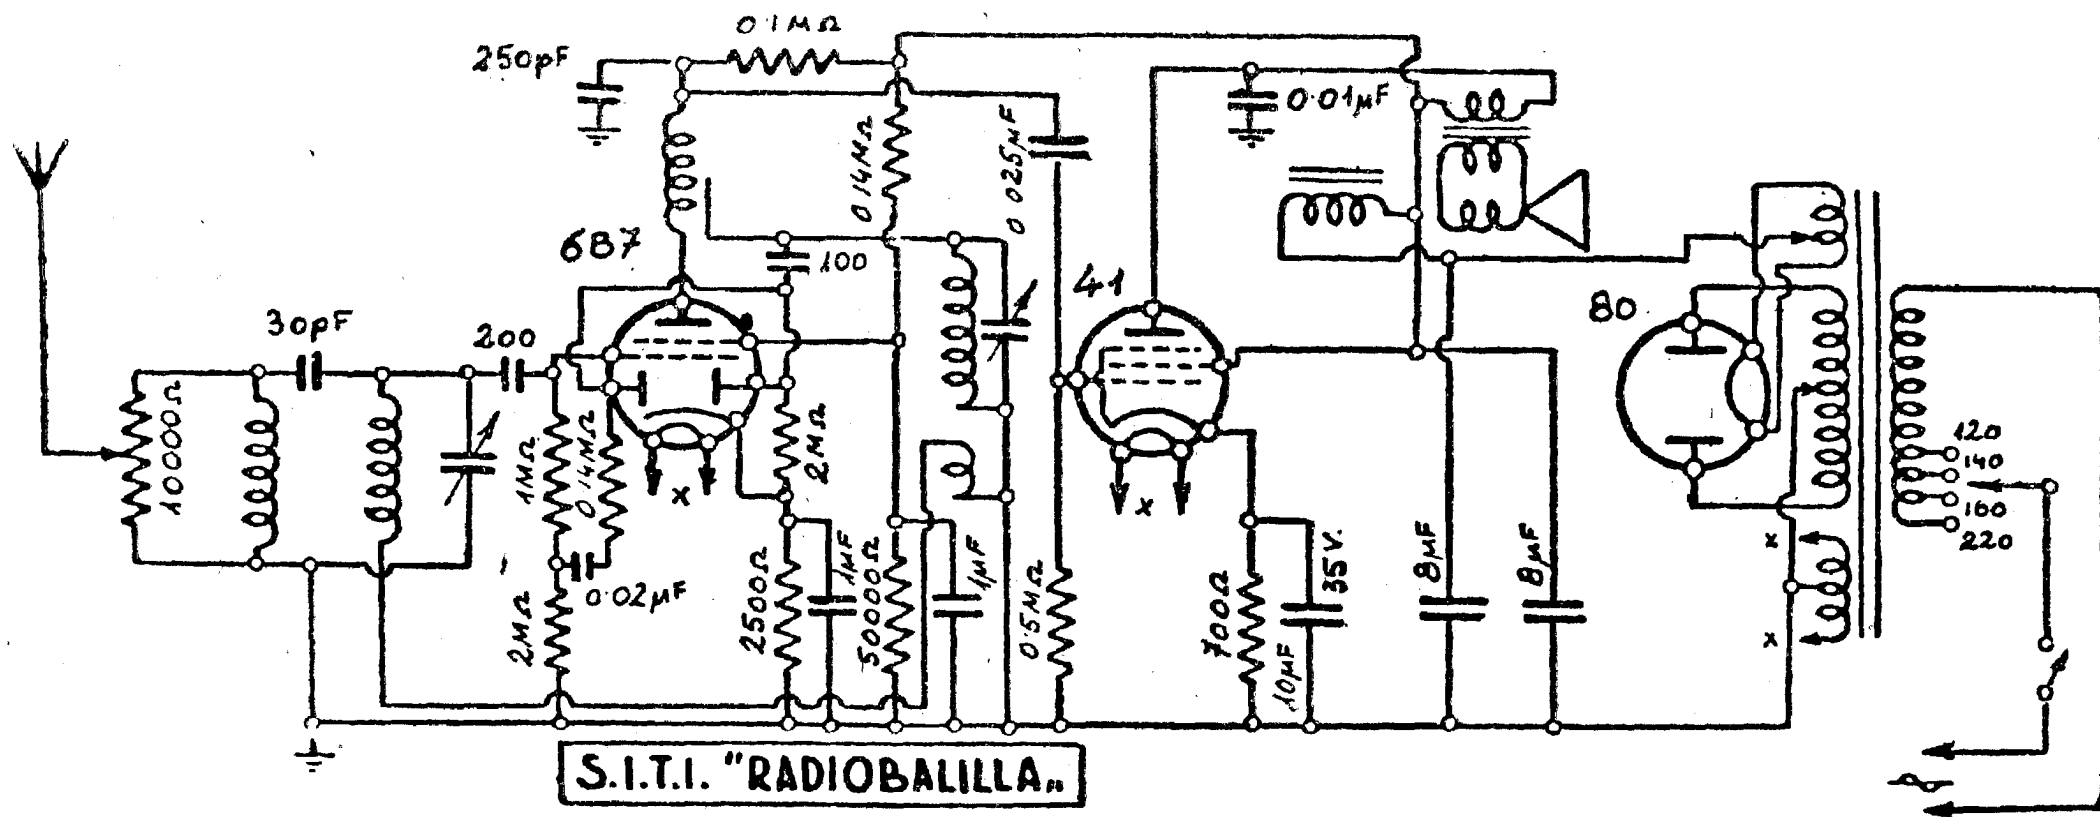 0.1MΩ
250pF
0.01μF
0.14MΩ
0.025μF
6B7
100
41
80
30pF
200
10000Ω
1MΩ
0.14MΩ
2MΩ
x
x
120
140
160
220
x
x
0.02μF
2MΩ
2500Ω
1μF
50000Ω
1μF
0.5MΩ
700Ω
10μF 35V.
8μF
8μF
S.I.T.I. "RADIOBALILLA„